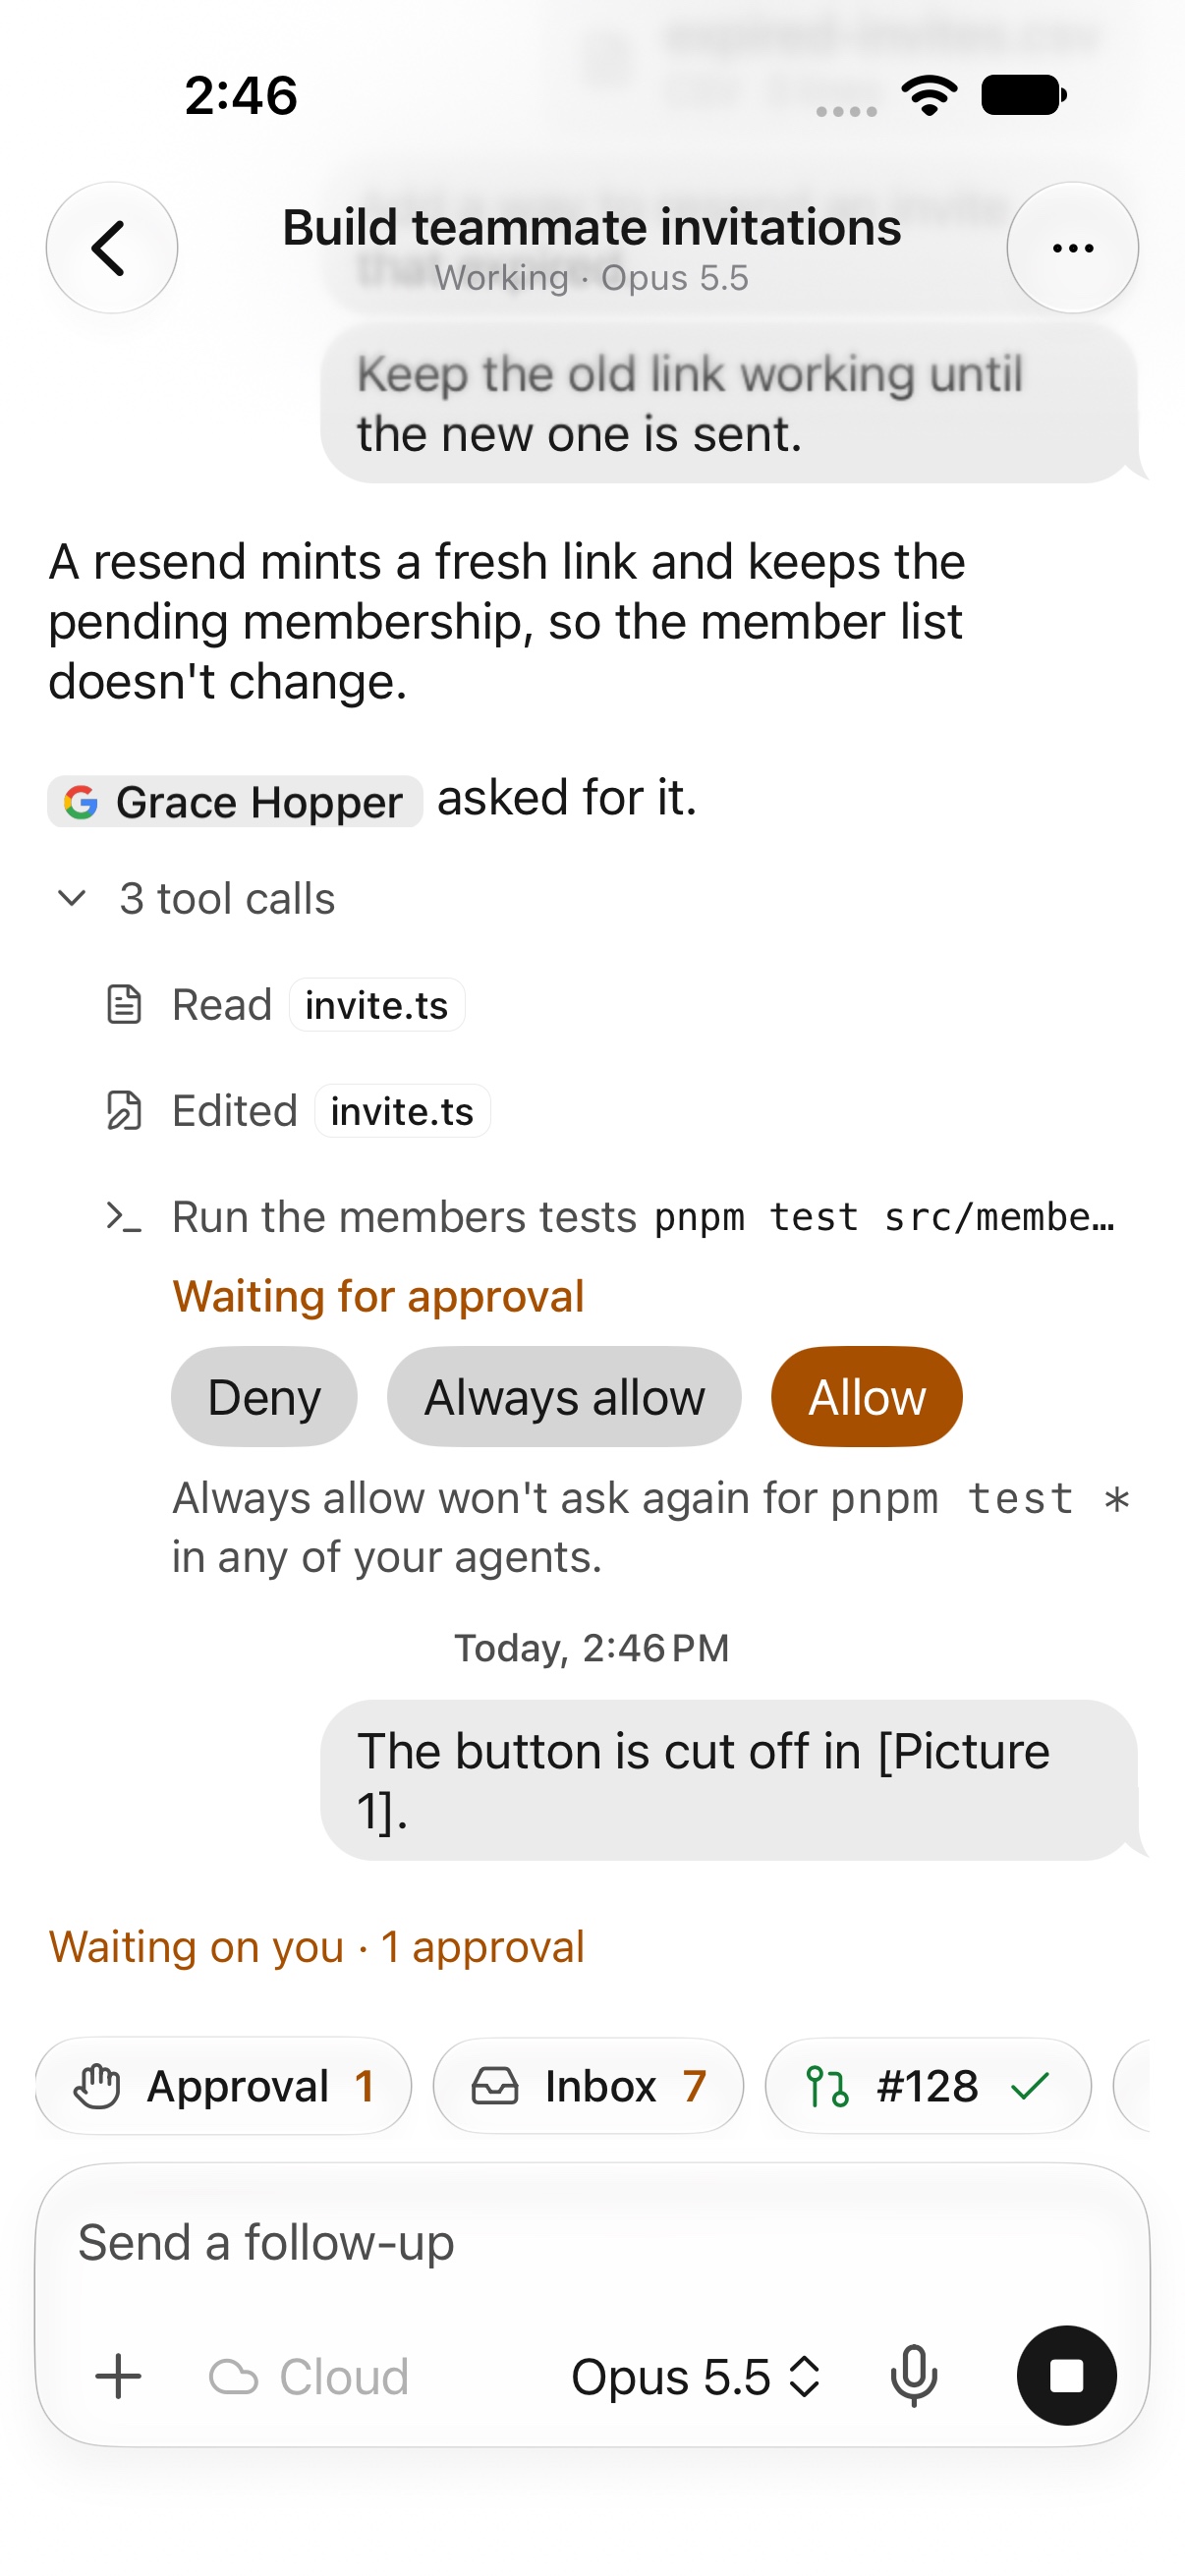 2:46
Build teammate invitations
Working · Opus 5.5
Keep the old link working until
the new one is sent.
A resend mints a fresh link and keeps the
pending membership, so the member list
doesn't change.
Grace Hopper asked for it.
3 tool calls
Read invite.ts
Edited invite.ts
Run the members tests pnpm test src/membe…
Waiting for approval
Deny Always allow Allow
Always allow won't ask again for pnpm test *
in any of your agents.
Today, 2:46 PM
The button is cut off in [Picture
1].
Waiting on you · 1 approval
Approval 1 Inbox 7 #128
Send a follow-up
Cloud Opus 5.5